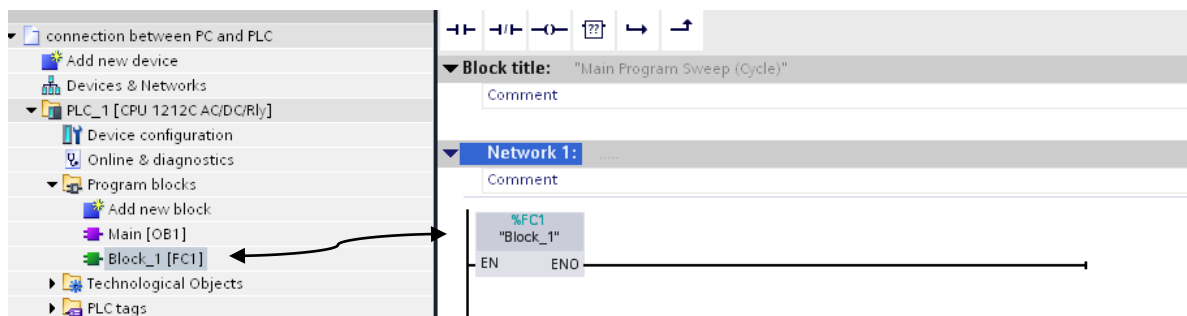 connection between PC and PLC
Add new device
Devices & Networks
PLC_1 [CPU 1212C AC/DC/Rly]
Device configuration
Online & diagnostics
Program blocks
Add new block
Main [OB1]
Block_1 [FC1]
Technological Objects
PLC tags
??
Block title: "Main Program Sweep (Cycle)"
Comment
Network 1: .....
Comment
%FC1
"Block_1"
EN ENO